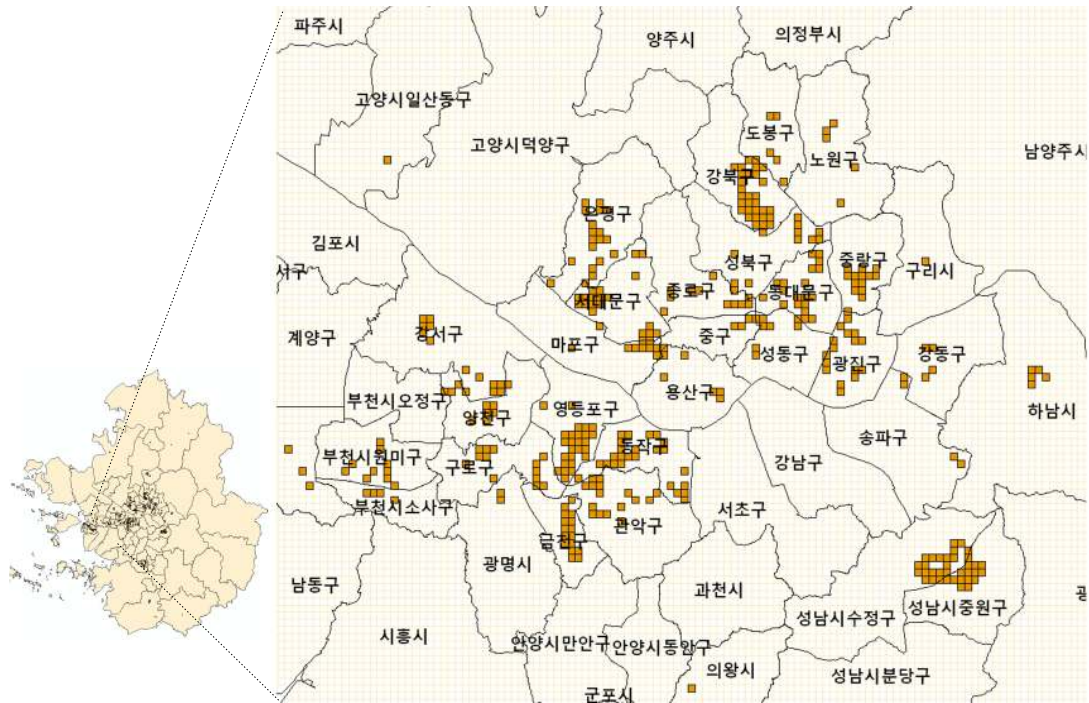 파주시
양주시
의정부시
고양시일산동구
도봉구
고양시덕양구
노원구
남양주시
강북구
은평구
김포시
성북구
중랑구
서구
구리시
종로구
동대문구
서대문구
강서구
중구
계양구
마포구
성동구
강동구
광진구
용산구
부천시오정구
영등포구
하남시
양천구
송파구
동작구
부천시원미구
강남구
구로구
부천시소사구
서초구
관악구
금천구
광명시
남동구
과천시
광
성남시중원구
성남시수정구
시흥시
안양시만안구
안양시동안구
의왕시
성남시분당구
군포시